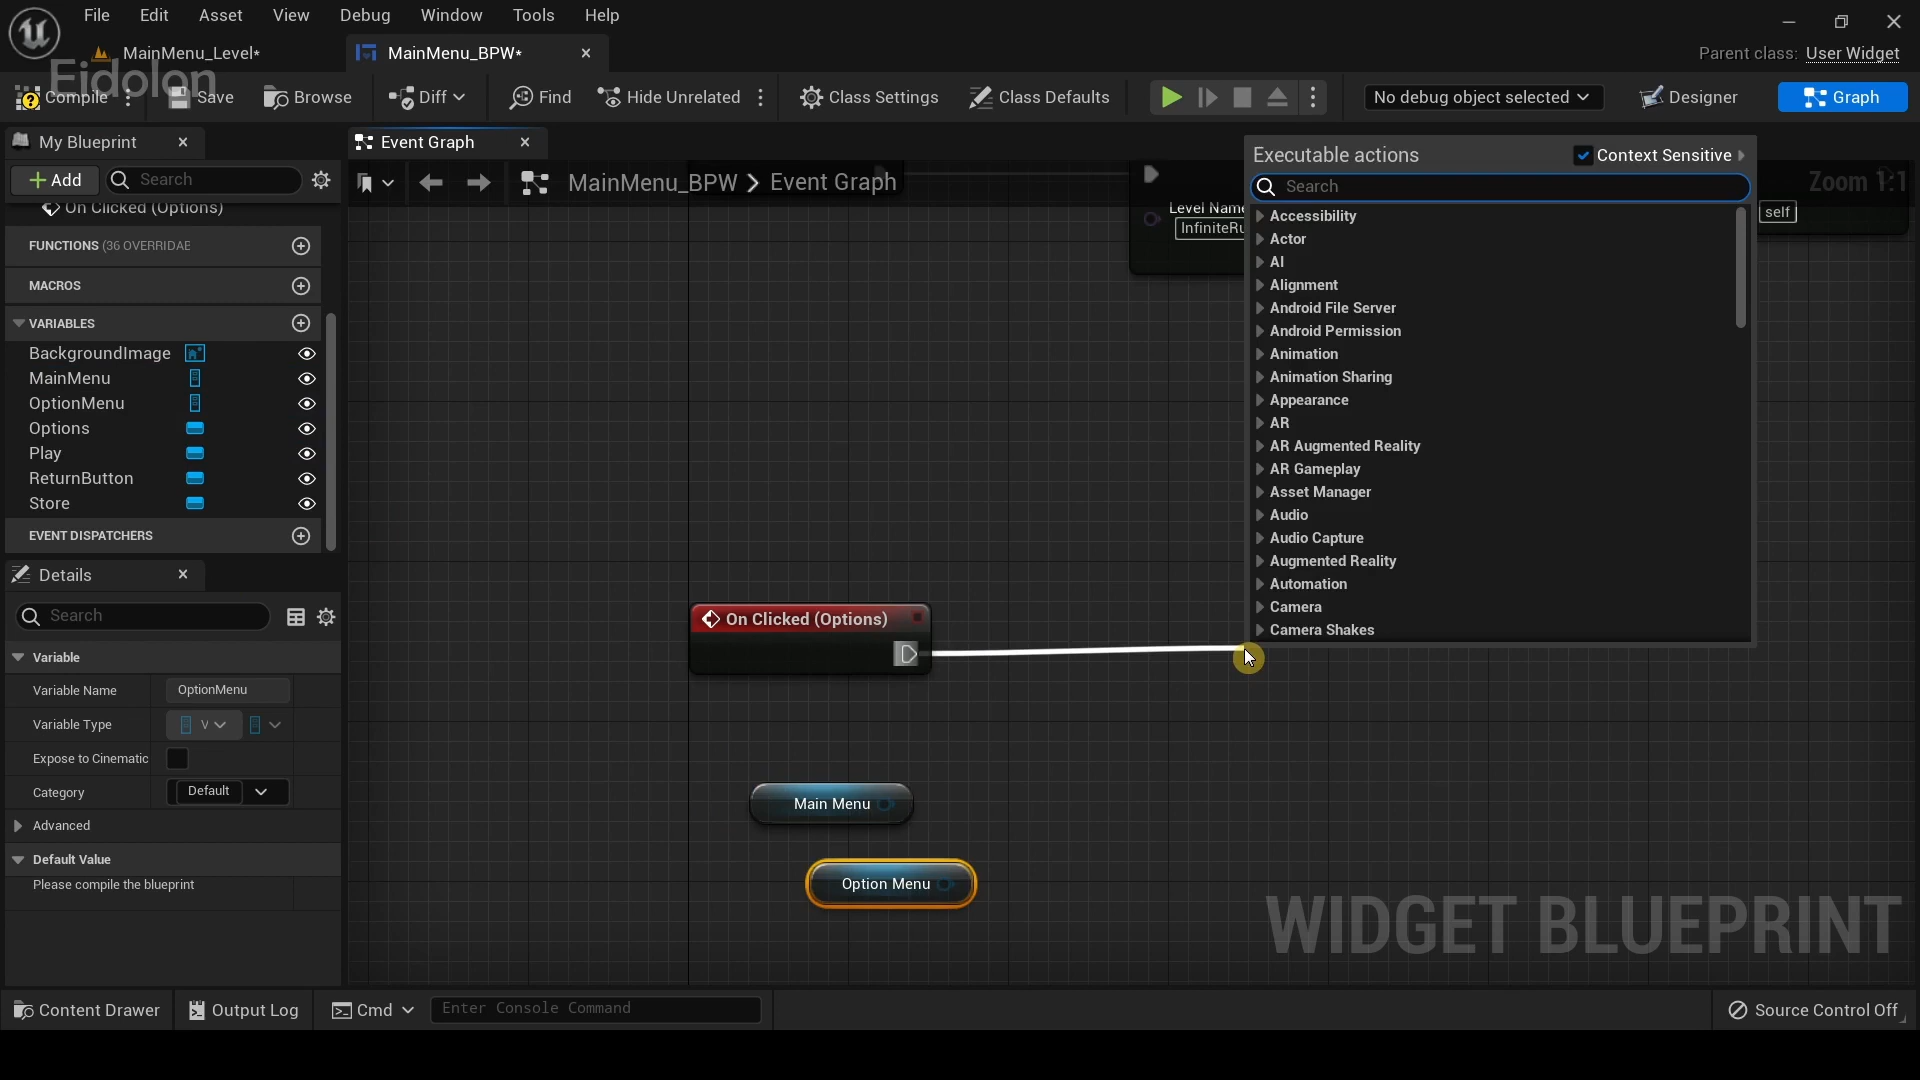 File Edit Asset View Debug Window Tools Help
MainMenu_Level*
MainMenu_BPW*
Parent class: User Widget
Eidolon
Compile
Save
Browse
Diff
Find
Hide Unrelated
Class Settings
Class Defaults
No debug object selected
Designer
Graph
My Blueprint
Add
Search
On Clicked (Options)
FUNCTIONS (36 OVERRIDAE
MACROS
VARIABLES
BackgroundImage
MainMenu
OptionMenu
Options
Play
ReturnButton
Store
EVENT DISPATCHERS
Details
Search
Variable
Variable Name OptionMenu
Variable Type V
Expose to Cinematic
Category Default
Advanced
Default Value
Please compile the blueprint
Event Graph
MainMenu_BPW > Event Graph
Zoom 1:1
Level Name
InfiniteRu
self
Executable actions
Context Sensitive
Search
Accessibility
Actor
AI
Alignment
Android File Server
Android Permission
Animation
Animation Sharing
Appearance
AR
AR Augmented Reality
AR Gameplay
Asset Manager
Audio
Audio Capture
Augmented Reality
Automation
Camera
Camera Shakes
On Clicked (Options)
Main Menu
Option Menu
WIDGET BLUEPRINT
Content Drawer
Output Log
Cmd
Enter Console Command
Source Control Off